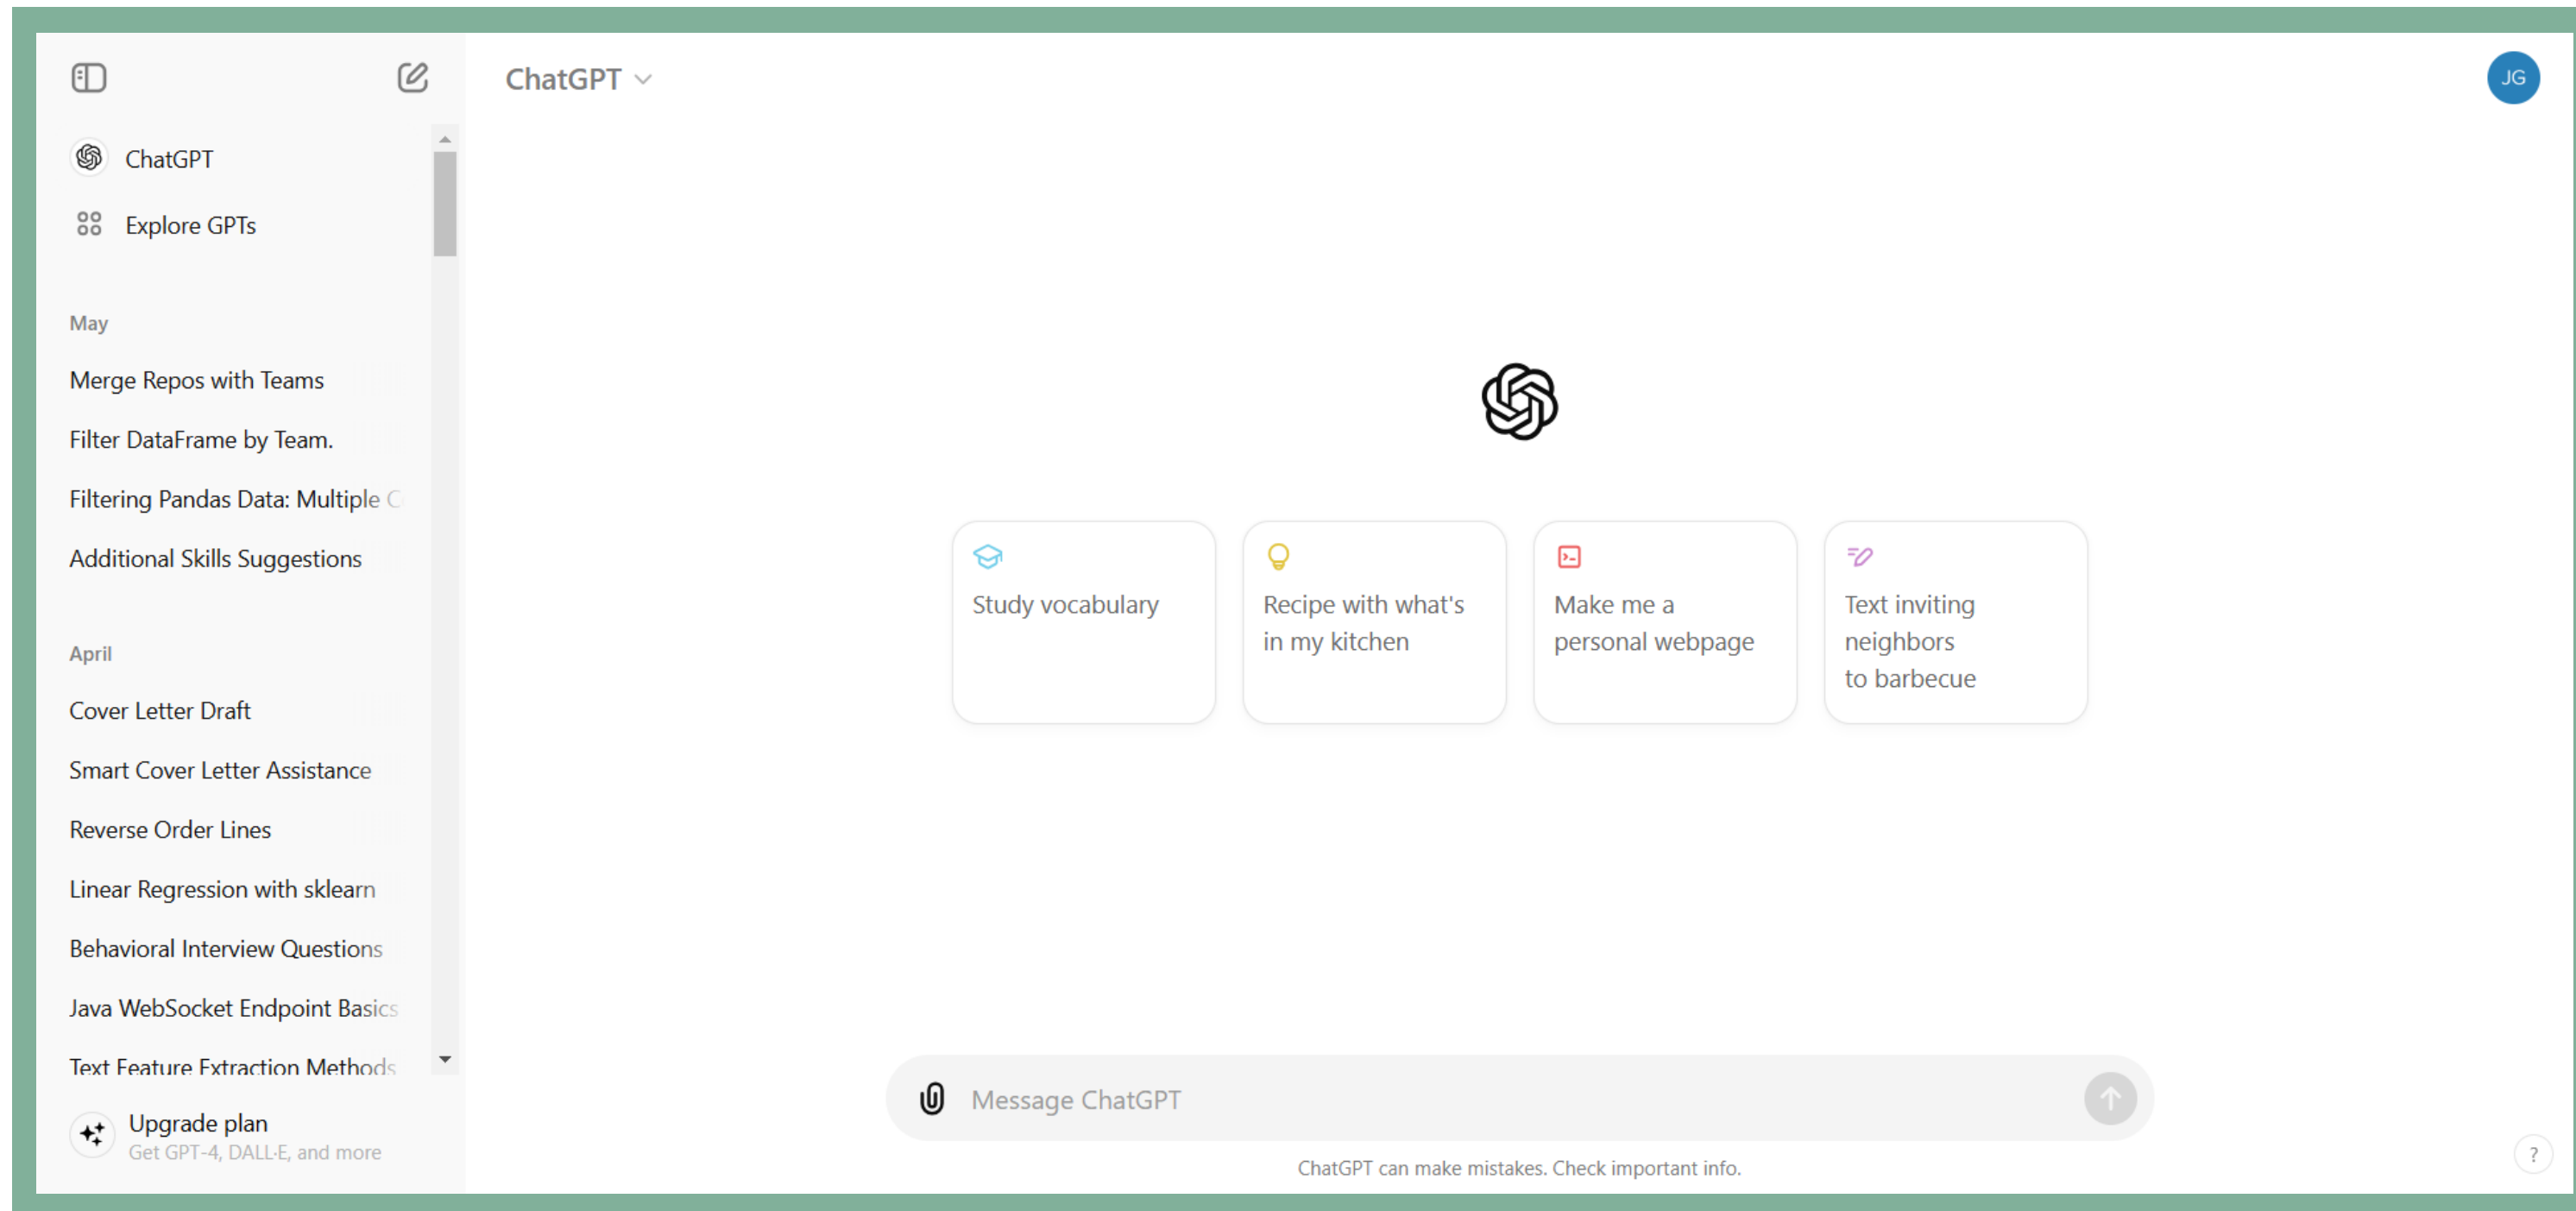 ChatGPT
Explore GPTs
May
Merge Repos with Teams
Filter DataFrame by Team.
Filtering Pandas Data: Multiple C
Additional Skills Suggestions
April
Cover Letter Draft
Smart Cover Letter Assistance
Reverse Order Lines
Linear Regression with sklearn
Behavioral Interview Questions
Java WebSocket Endpoint Basics
Text Feature Extraction Methods
Upgrade plan
Get GPT-4, DALL·E, and more
ChatGPT
JG
Study vocabulary
Recipe with what's
in my kitchen
Make me a
personal webpage
Text inviting
neighbors
to barbecue
Message ChatGPT
ChatGPT can make mistakes. Check important info.
?